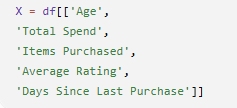 X = df[['Age',
'Total Spend',
'Items Purchased',
'Average Rating',
'Days Since Last Purchase']]